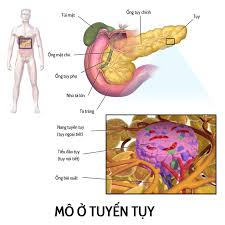 Túi mật
Ống tụy chính
Tụy
Ống mật chủ
Ống tụy phụ
Nhú tá lớn
Tá tràng
Nang tuyến tụy
(tụy ngoại tiết)
Tiểu đảo tụy
(tụy nội tiết)
Ống bài xuất
MÔ Ở TUYẾN TỤY